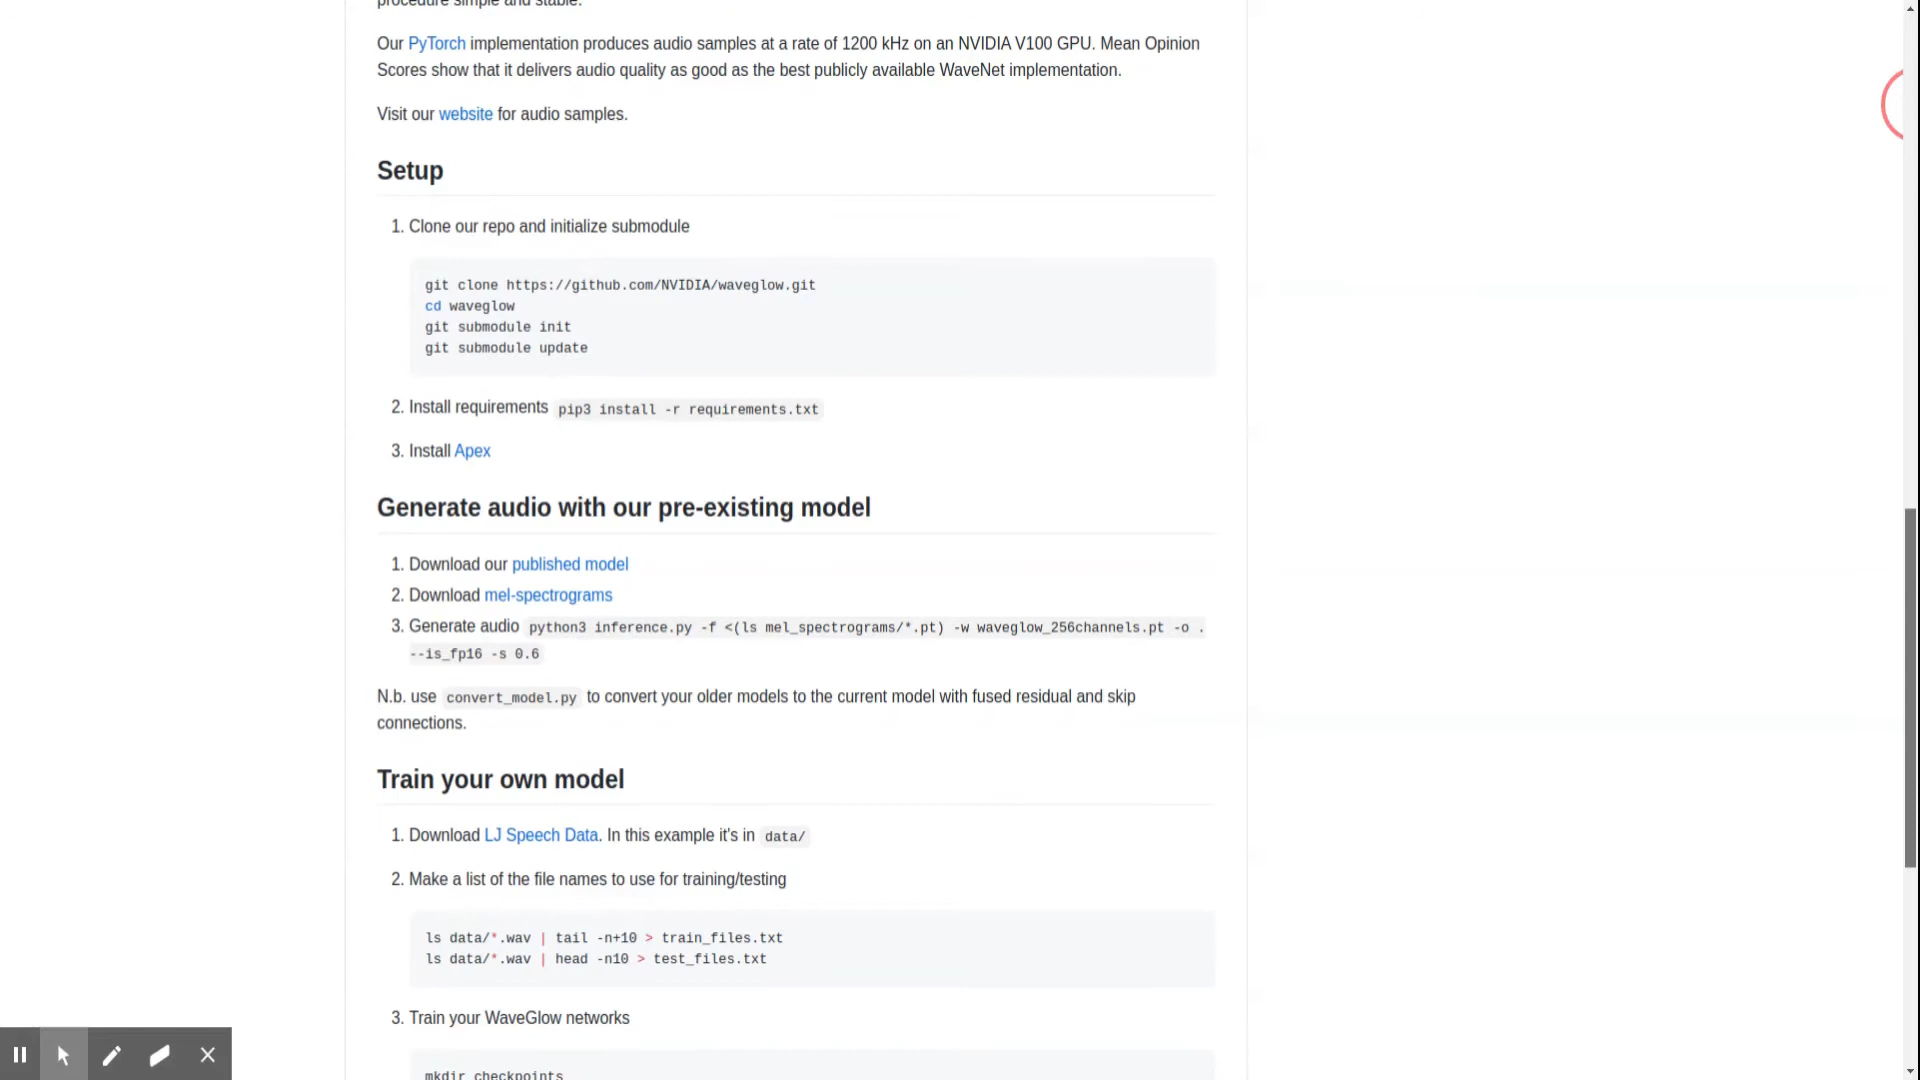 procedure simple and stable.
Our PyTorch implementation produces audio samples at a rate of 1200 kHz on an NVIDIA V100 GPU. Mean Opinion
Scores show that it delivers audio quality as good as the best publicly available WaveNet implementation.
Visit our website for audio samples.
Setup
1. Clone our repo and initialize submodule
git clone https://github.com/NVIDIA/waveglow.git
cd waveglow
git submodule init
git submodule update
2. Install requirements pip3 install -r requirements.txt
3. Install Apex
Generate audio with our pre-existing model
1. Download our published model
2. Download mel-spectrograms
3. Generate audio python3 inference.py -f <(ls mel_spectrograms/*.pt) -w waveglow_256channels.pt -o .
--is_fp16 -s 0.6
N.b. use convert_model.py to convert your older models to the current model with fused residual and skip
connections.
Train your own model
1. Download LJ Speech Data. In this example it's in data/
2. Make a list of the file names to use for training/testing
ls data/*.wav | tail -n+10 > train_files.txt
ls data/*.wav | head -n10 > test_files.txt
3. Train your WaveGlow networks
mkdir checkpoints